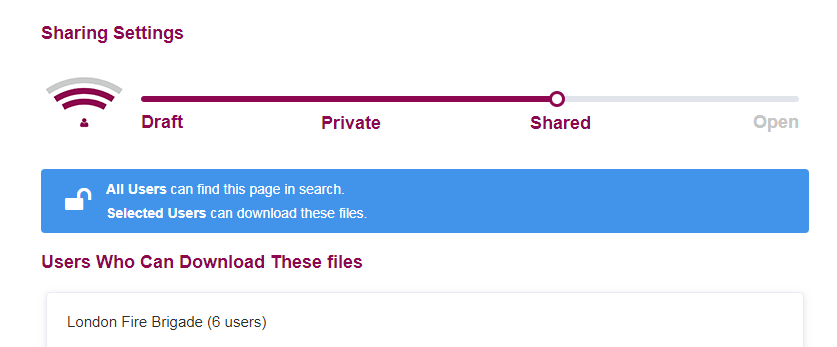 Sharing Settings
Draft Private Shared Open
All Users can find this page in search.
Selected Users can download these files.
Users Who Can Download These files
London Fire Brigade (6 users)